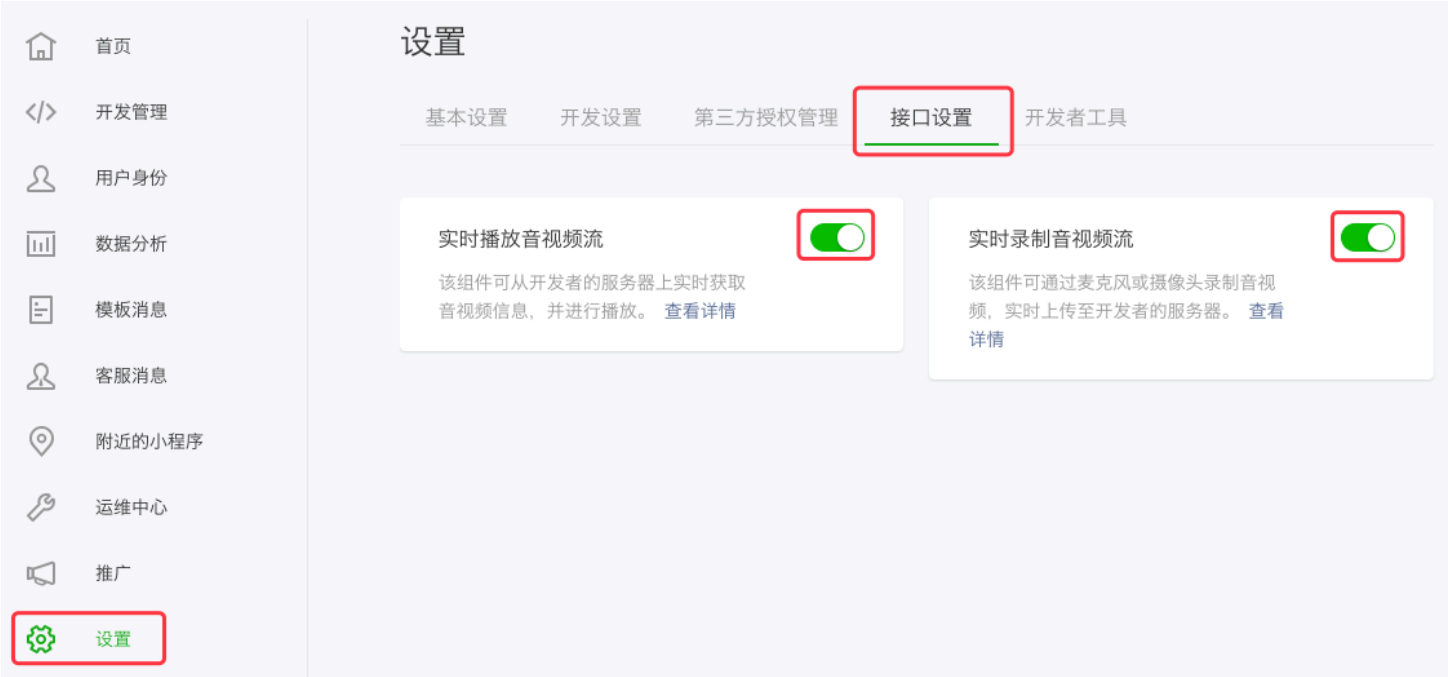 首页
开发管理
用户身份
数据分析
模板消息
客服消息
附近的小程序
运维中心
推广
设置
设置
基本设置
开发设置
第三方授权管理
接口设置
开发者工具
实时播放音视频流
该组件可从开发者的服务器上实时获取
音视频信息，并进行播放。 查看详情
实时录制音视频流
该组件可通过麦克风或摄像头录制音视
频，实时上传至开发者的服务器。 查看
详情